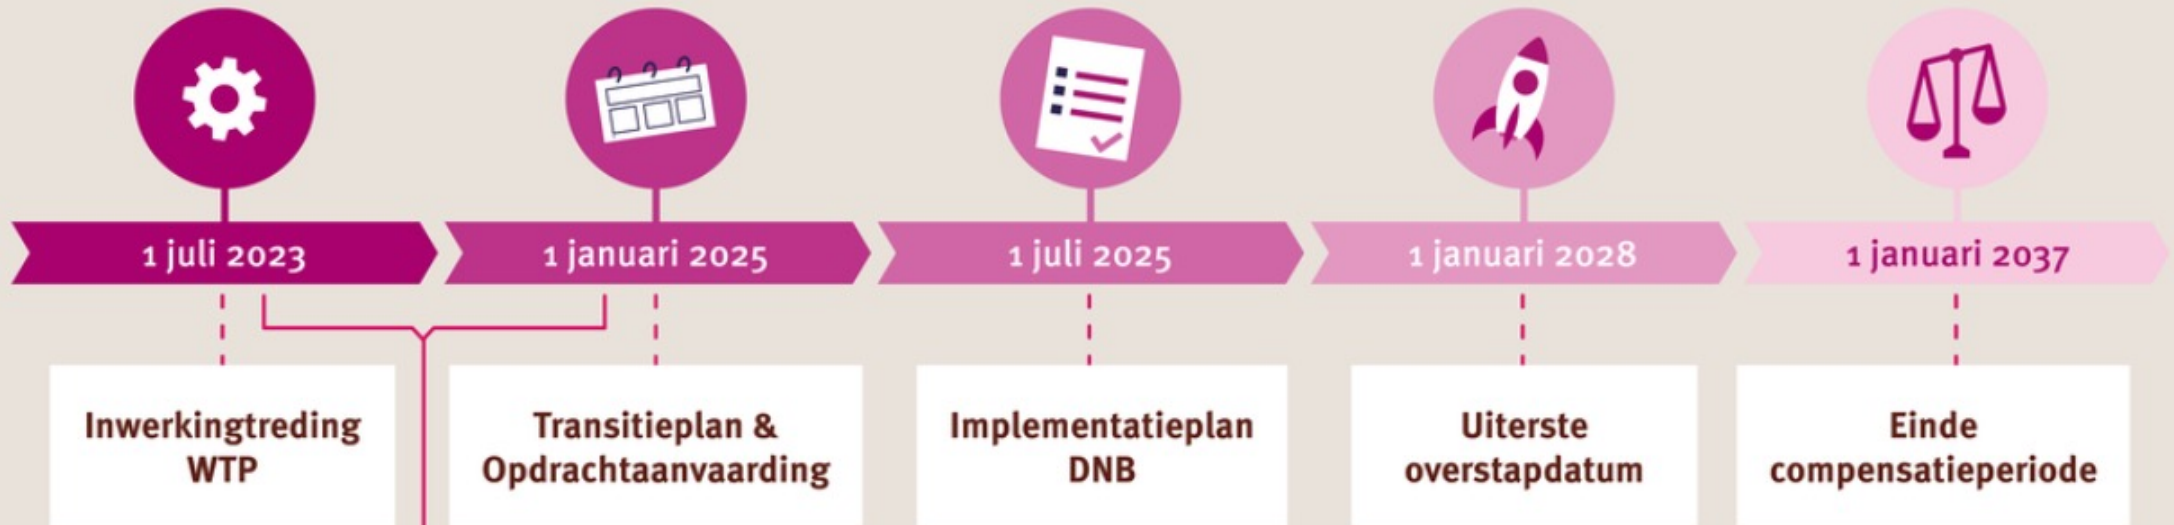 1 juli 2023
1 januari 2025
1 juli 2025
1 januari 2028
1 januari 2037
Inwerkingtreding
WTP
Transitieplan &
Opdrachtaanvaarding
Implementatieplan
DNB
Uiterste
overstapdatum
Einde
compensatieperiode